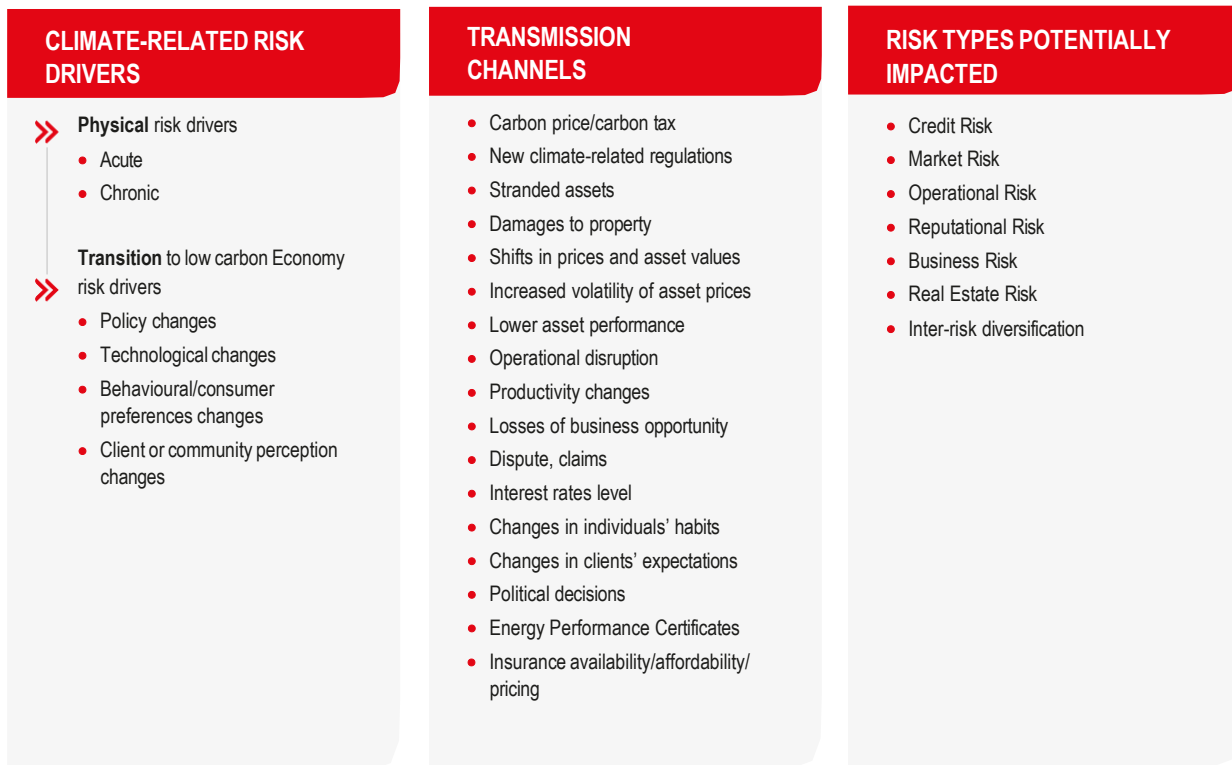 CLIMATE-RELATED RISK
DRIVERS
Physical risk drivers
Acute
Chronic
Transition to low carbon Economy
risk drivers
Policy changes
Technological changes
Behavioural/consumer
preferences changes
Client or community perception
changes
TRANSMISSION
CHANNELS
Carbon price/carbon tax
New climate-related regulations
Stranded assets
Damages to property
Shifts in prices and asset values
Increased volatility of asset prices
Lower asset performance
Operational disruption
Productivity changes
Losses of business opportunity
Dispute, claims
Interest rates level
Changes in individuals’ habits
Changes in clients’ expectations
Political decisions
Energy Performance Certificates
Insurance availability/affordability/
pricing
RISK TYPES POTENTIALLY
IMPACTED
Credit Risk
Market Risk
Operational Risk
Reputational Risk
Business Risk
Real Estate Risk
Inter-risk diversification